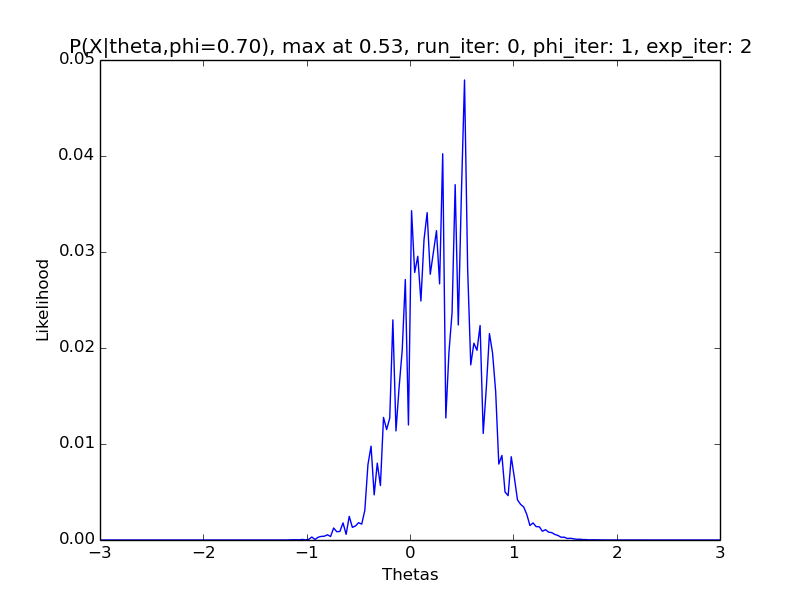 P(X|theta,phi=0.70), max at 0.53, run_iter: 0, phi_iter: 1, exp_iter: 2
0.05
0.04
0.03
0.02
0.01
0.00
Likelihood
−3 −2 −1 0 1 2 3
Thetas